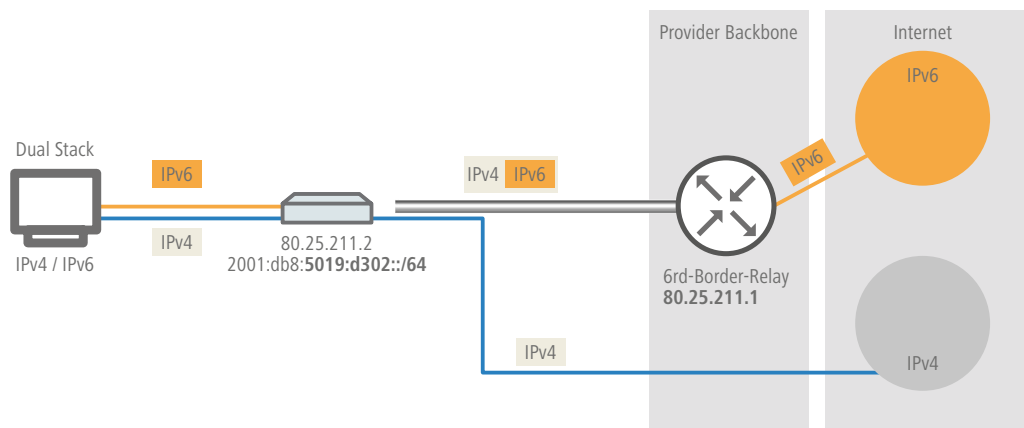 Provider Backbone
Internet
IPv6
Dual Stack
IPv6
IPv4 IPv6
IPv6
IPv4
80.25.211.2
2001:db8:5019:d302::/64
IPv4 / IPv6
6rd-Border-Relay
80.25.211.1
IPv4
IPv4